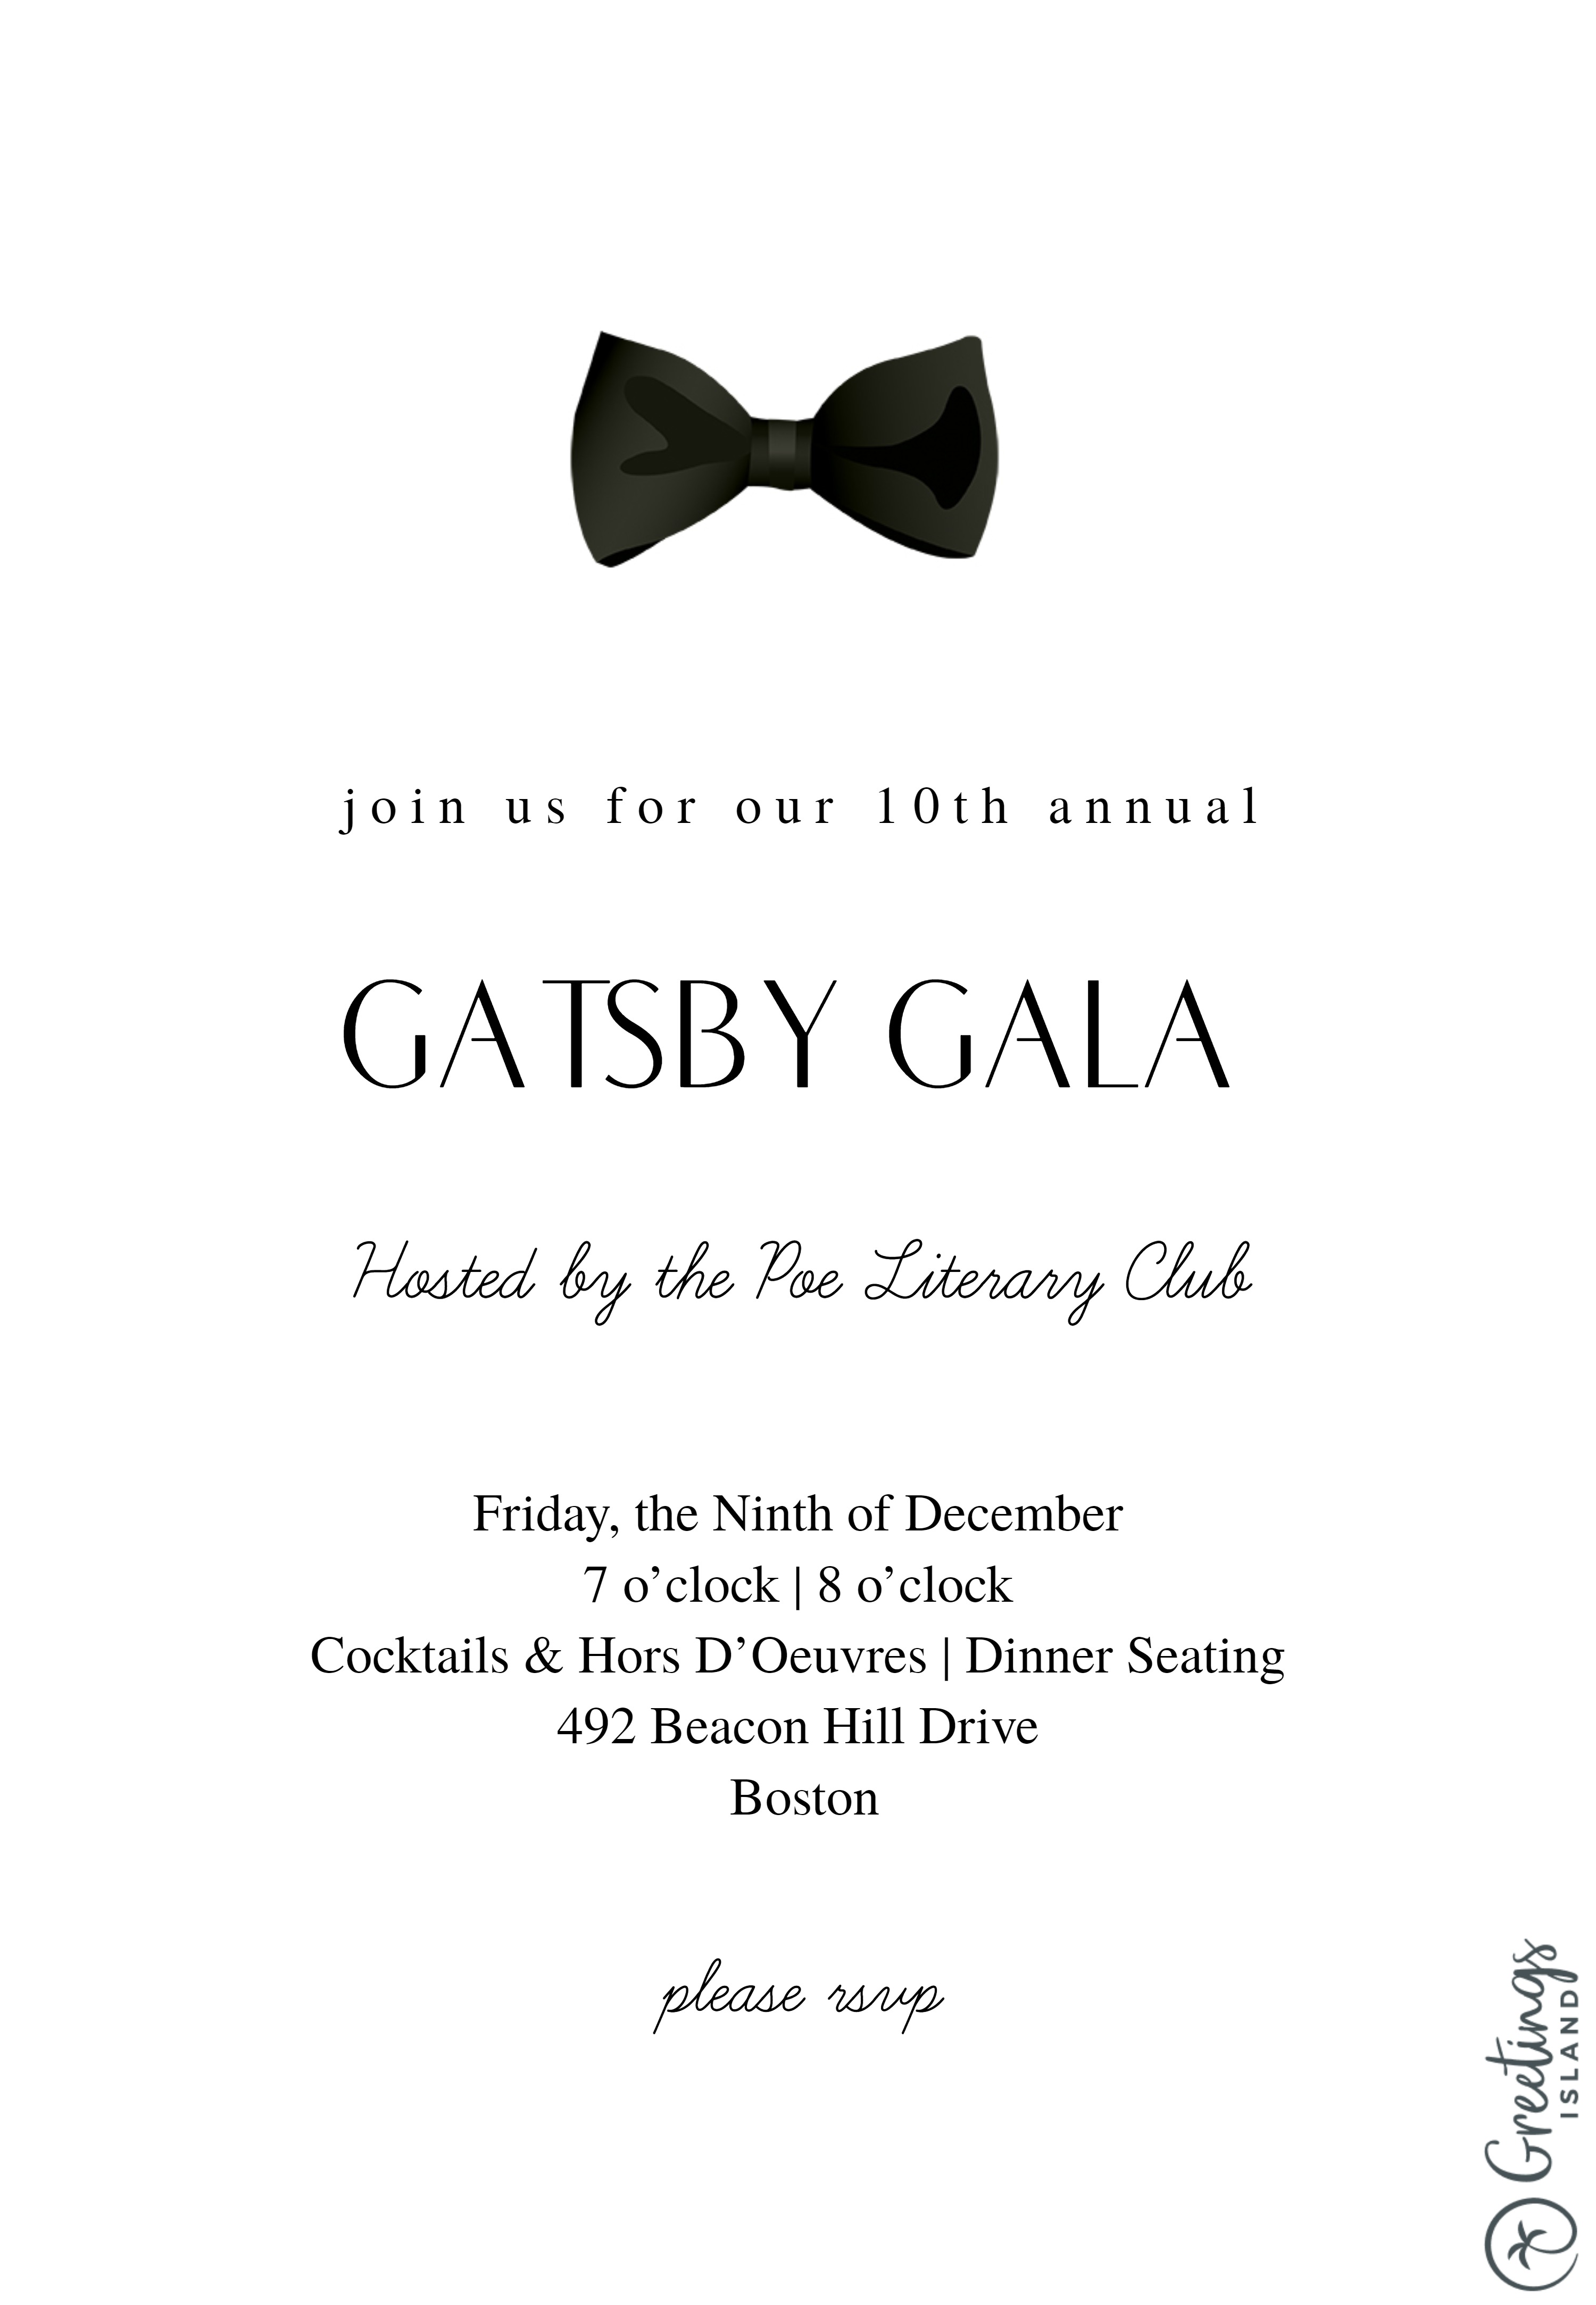 join us for our 10th annual
GATSBY GALA
Hosted by the Poe Literary Club
Friday, the Ninth of December
7 o’clock | 8 o’clock
Cocktails & Hors D’Oeuvres | Dinner Seating
492 Beacon Hill Drive
Boston
please rsvp
Greetings
ISLAND